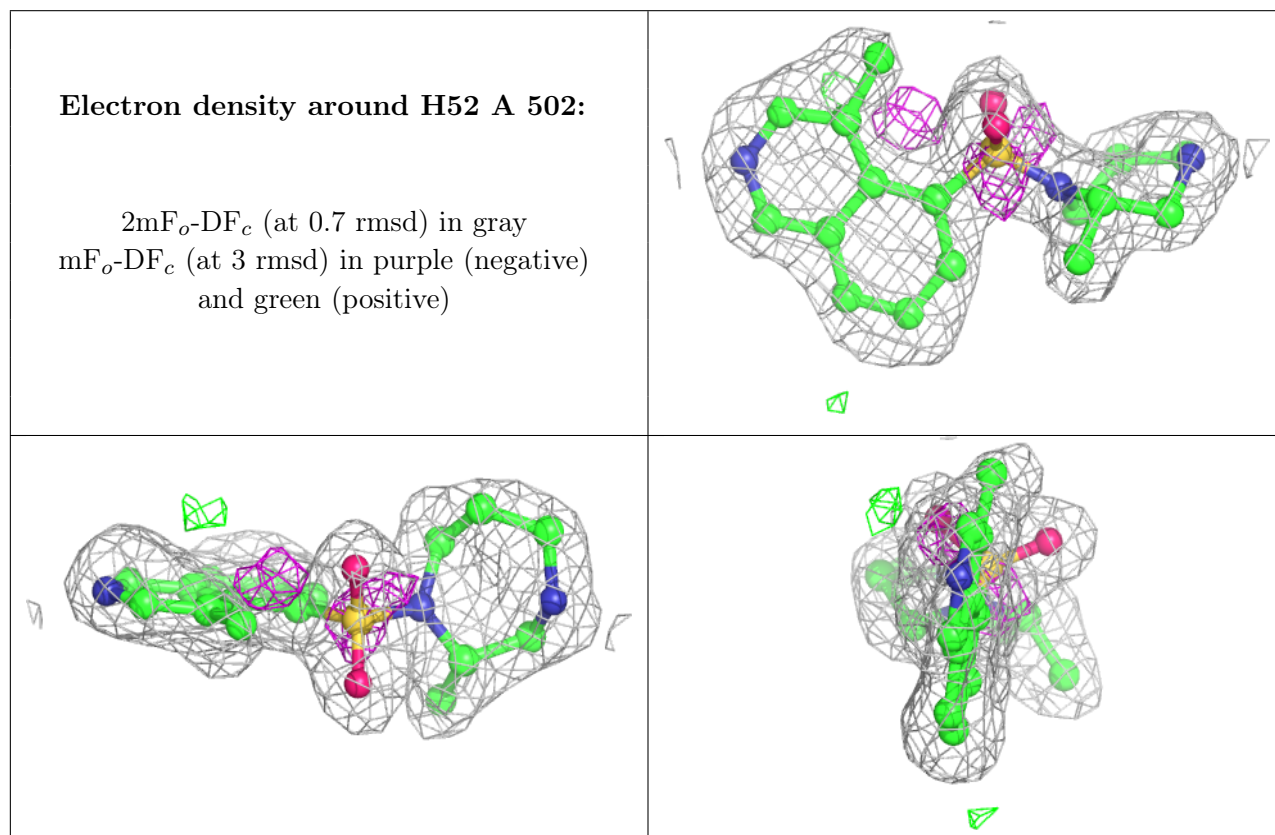 Electron density around H52 A 502:
2mFo-DFc (at 0.7 rmsd) in gray
mFo-DFc (at 3 rmsd) in purple (negative)
and green (positive)